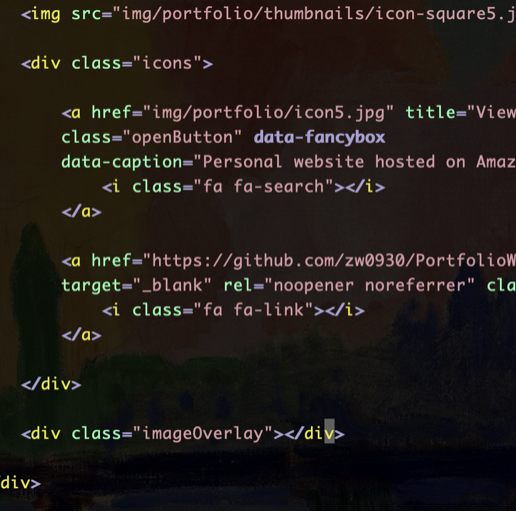 <img src="img/portfolio/thumbnails/icon-square5.j
<div class="icons">
<a href="img/portfolio/icon5.jpg" title="View
class="openButton" data-fancybox
data-caption="Personal website hosted on Amaz
<i class="fa fa-search"></i>
</a>
<a href="https://github.com/zw0930/PortfolioW
target="_blank" rel="noopener noreferrer" cla
<i class="fa fa-link"></i>
</a>
</div>
<div class="imageOverlay"></div>
div>